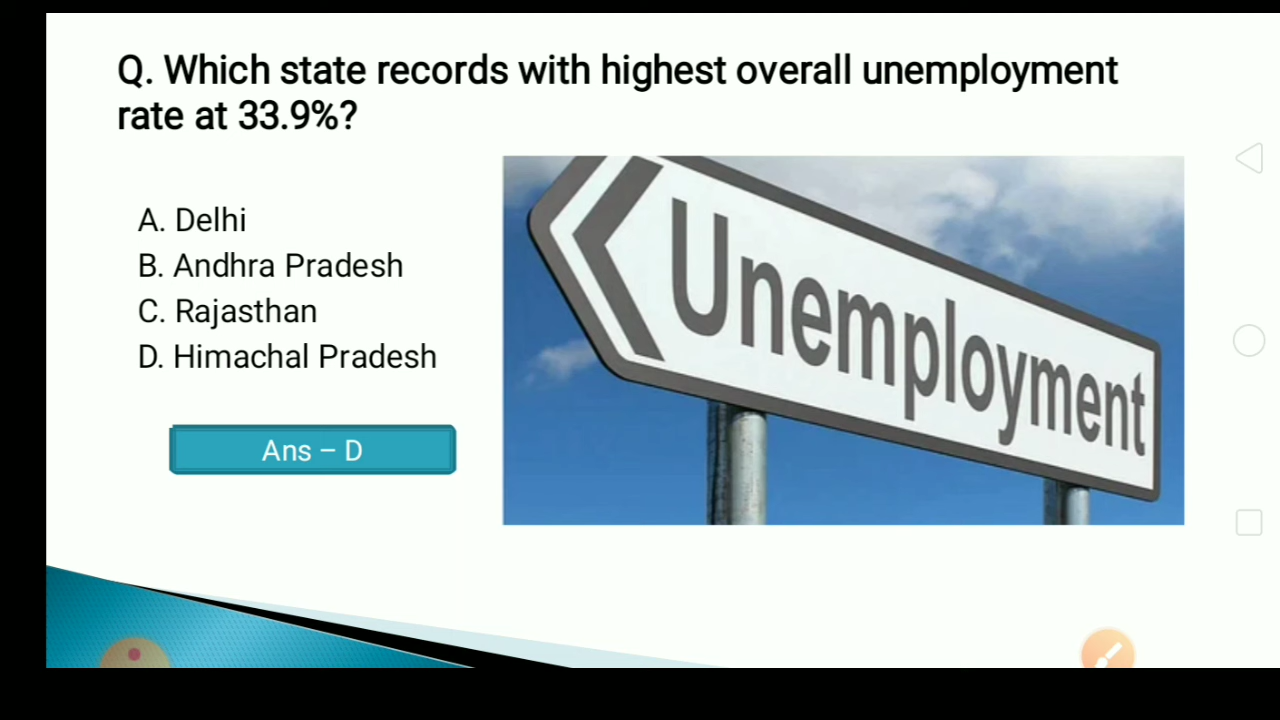 Q. Which state records with highest overall unemployment
rate at 33.9%?
A. Delhi
B. Andhra Pradesh
C. Rajasthan
D. Himachal Pradesh
Ans – D
Unemployment